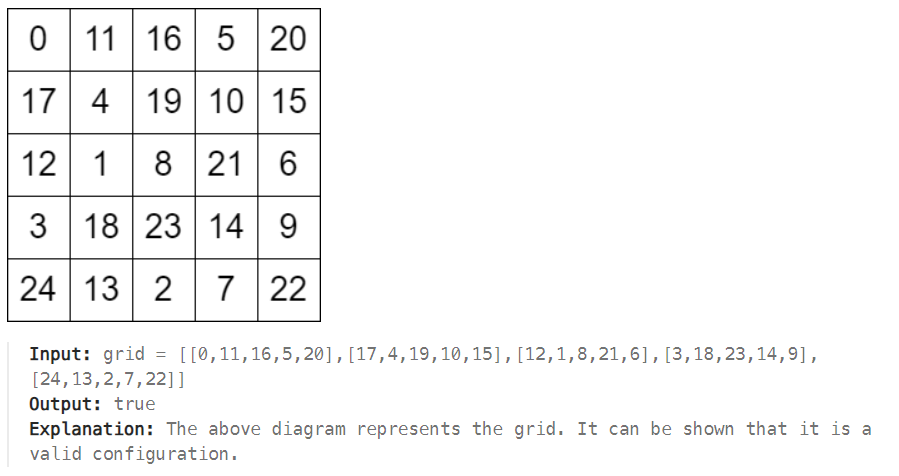 0 11 16 5 20
17 4 19 10 15
12 1 8 21 6
3 18 23 14 9
24 13 2 7 22
Input: grid = [[0,11,16,5,20],[17,4,19,10,15],[12,1,8,21,6],[3,18,23,14,9],
[24,13,2,7,22]]
Output: true
Explanation: The above diagram represents the grid. It can be shown that it is a
valid configuration.